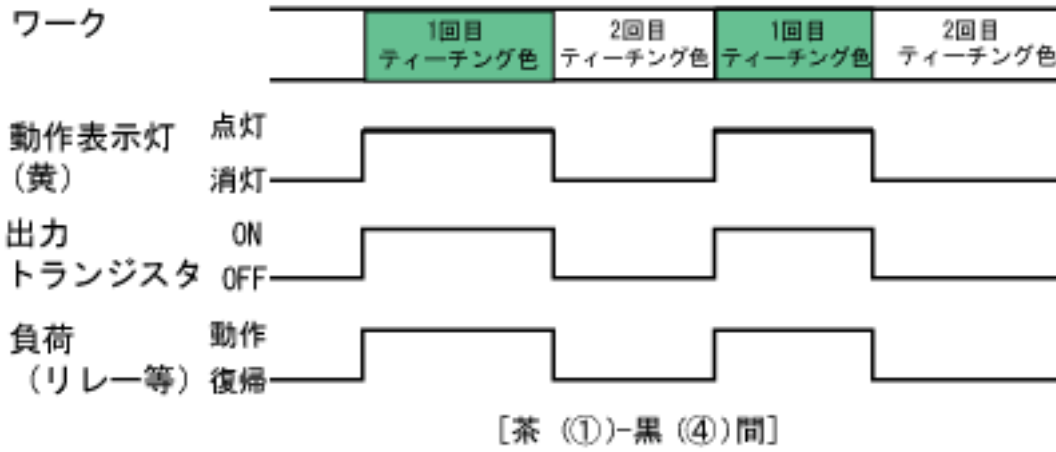 ワーク
1回目
ティーチング色
2回目
ティーチング色
1回目
ティーチング色
2回目
ティーチング色
動作表示灯
(黄)
点灯
消灯
出力
トランジスタ
ON
OFF
負荷
(リレー等)
動作
復帰
[茶 (①)-黒 (④)間]